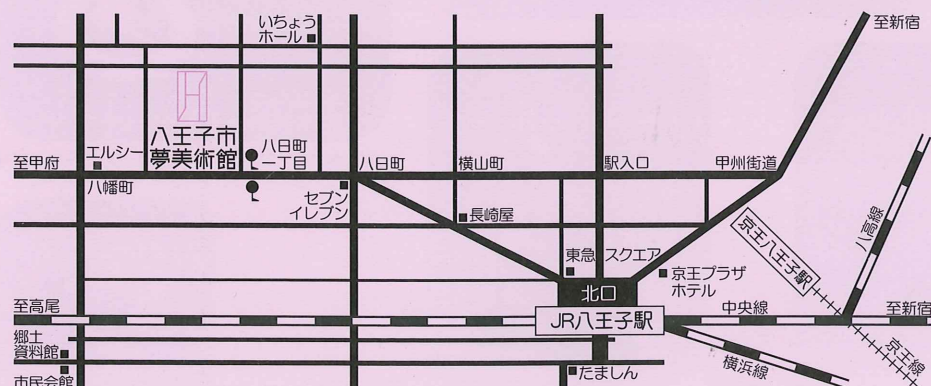 いちょう
ホール
至新宿
八王子市
夢美術館
八日町
一丁目
エルシー
至甲府
八日町
横山町
駅入口
甲州街道
八幡町
セブン
イレブン
長崎屋
東急 スクエア
京王プラザ
ホテル
京王八王子駅
八高線
北口
JR八王子駅
至高尾
中央線
至新宿
郷土
資料館
市民会館
たましん
横浜線
京王線